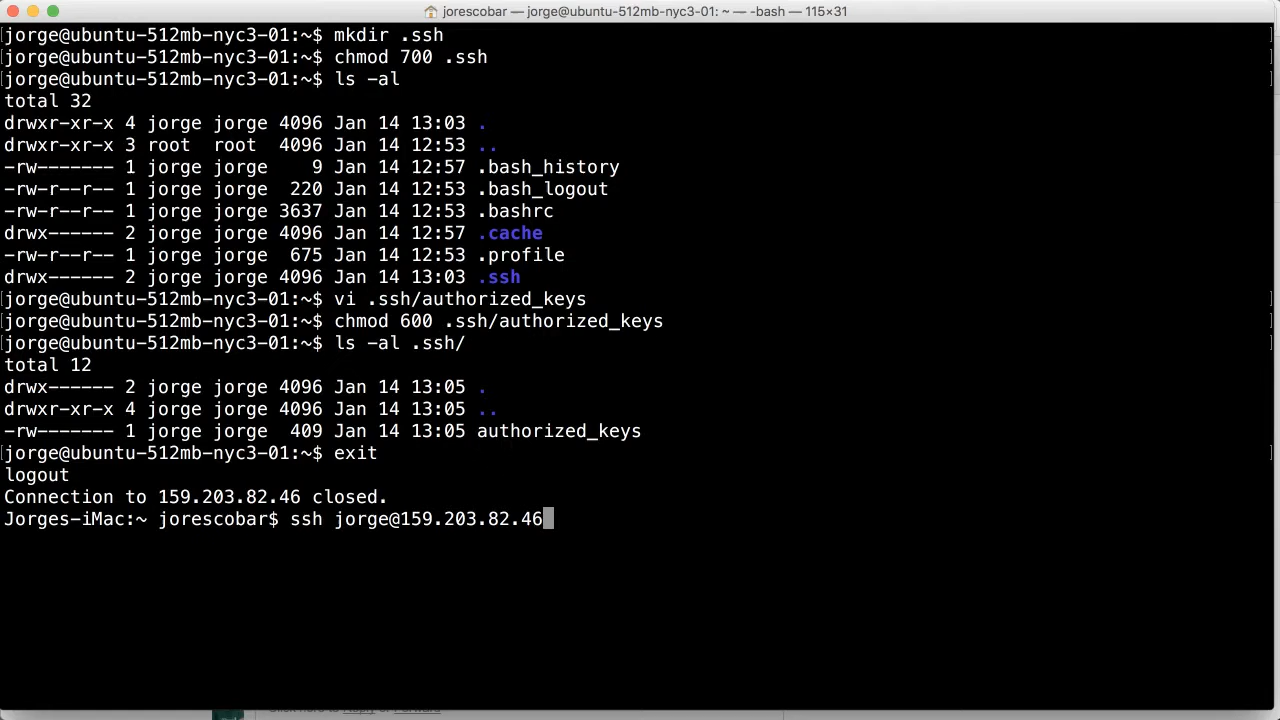 jorescobar — jorge@ubuntu-512mb-nyc3-01: ~ — -bash — 115×31
[jorge@ubuntu-512mb-nyc3-01:~$ mkdir .ssh ]
[jorge@ubuntu-512mb-nyc3-01:~$ chmod 700 .ssh ]
[jorge@ubuntu-512mb-nyc3-01:~$ ls -al ]
total 32
drwxr-xr-x 4 jorge jorge 4096 Jan 14 13:03 .
drwxr-xr-x 3 root  root  4096 Jan 14 12:53 ..
-rw------- 1 jorge jorge    9 Jan 14 12:57 .bash_history
-rw-r--r-- 1 jorge jorge  220 Jan 14 12:53 .bash_logout
-rw-r--r-- 1 jorge jorge 3637 Jan 14 12:53 .bashrc
drwx------ 2 jorge jorge 4096 Jan 14 12:57 .cache
-rw-r--r-- 1 jorge jorge  675 Jan 14 12:53 .profile
drwx------ 2 jorge jorge 4096 Jan 14 13:03 .ssh
[jorge@ubuntu-512mb-nyc3-01:~$ vi .ssh/authorized_keys ]
[jorge@ubuntu-512mb-nyc3-01:~$ chmod 600 .ssh/authorized_keys ]
[jorge@ubuntu-512mb-nyc3-01:~$ ls -al .ssh/ ]
total 12
drwx------ 2 jorge jorge 4096 Jan 14 13:05 .
drwxr-xr-x 4 jorge jorge 4096 Jan 14 13:05 ..
-rw------- 1 jorge jorge  409 Jan 14 13:05 authorized_keys
[jorge@ubuntu-512mb-nyc3-01:~$ exit ]
logout
Connection to 159.203.82.46 closed.
Jorges-iMac:~ jorescobar$ ssh jorge@159.203.82.46